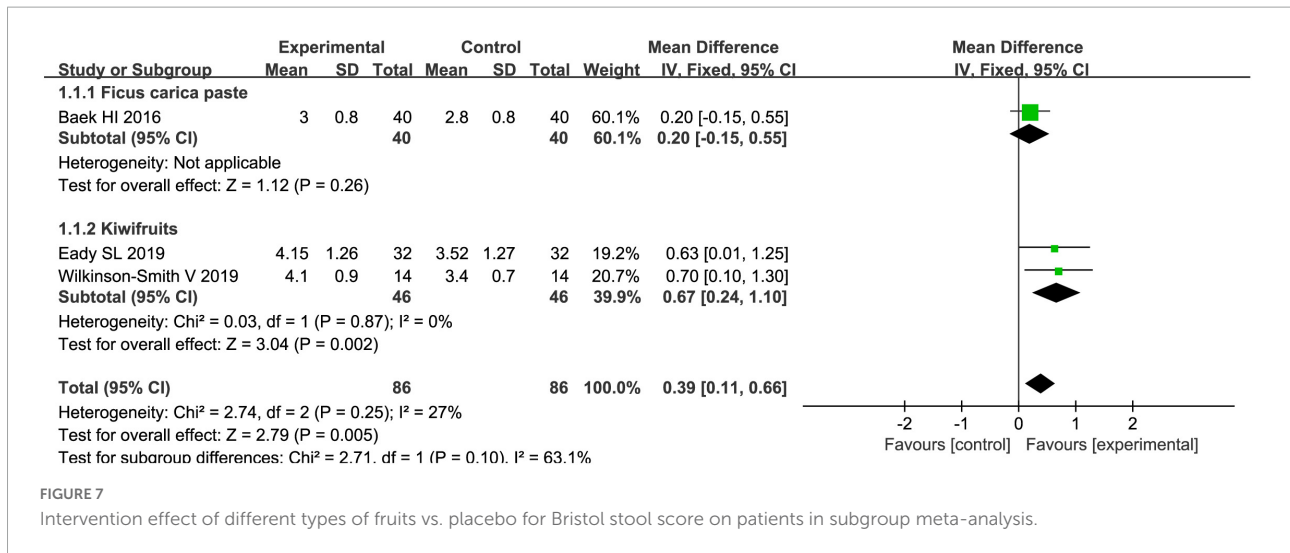 Experimental Control Mean Difference Mean Difference
Study or Subgroup Mean SD Total Mean SD Total Weight IV, Fixed, 95% CI IV, Fixed, 95% CI
1.1.1 Ficus carica paste
Baek HI 2016 3 0.8 40 2.8 0.8 40 60.1% 0.20 [-0.15, 0.55]
Subtotal (95% CI) 40 40 60.1% 0.20 [-0.15, 0.55]
Heterogeneity: Not applicable
Test for overall effect: Z = 1.12 (P = 0.26)
1.1.2 Kiwifruits
Eady SL 2019 4.15 1.26 32 3.52 1.27 32 19.2% 0.63 [0.01, 1.25]
Wilkinson-Smith V 2019 4.1 0.9 14 3.4 0.7 14 20.7% 0.70 [0.10, 1.30]
Subtotal (95% CI) 46 46 39.9% 0.67 [0.24, 1.10]
Heterogeneity: Chi² = 0.03, df = 1 (P = 0.87); I² = 0%
Test for overall effect: Z = 3.04 (P = 0.002)
Total (95% CI) 86 86 100.0% 0.39 [0.11, 0.66]
Heterogeneity: Chi² = 2.74, df = 2 (P = 0.25); I² = 27%
Test for overall effect: Z = 2.79 (P = 0.005)
Test for subgroup differences: Chi² = 2.71, df = 1 (P = 0.10), I² = 63.1%
-2 -1 0 1 2
Favours [control] Favours [experimental]
FIGURE 7
Intervention effect of different types of fruits vs. placebo for Bristol stool score on patients in subgroup meta-analysis.